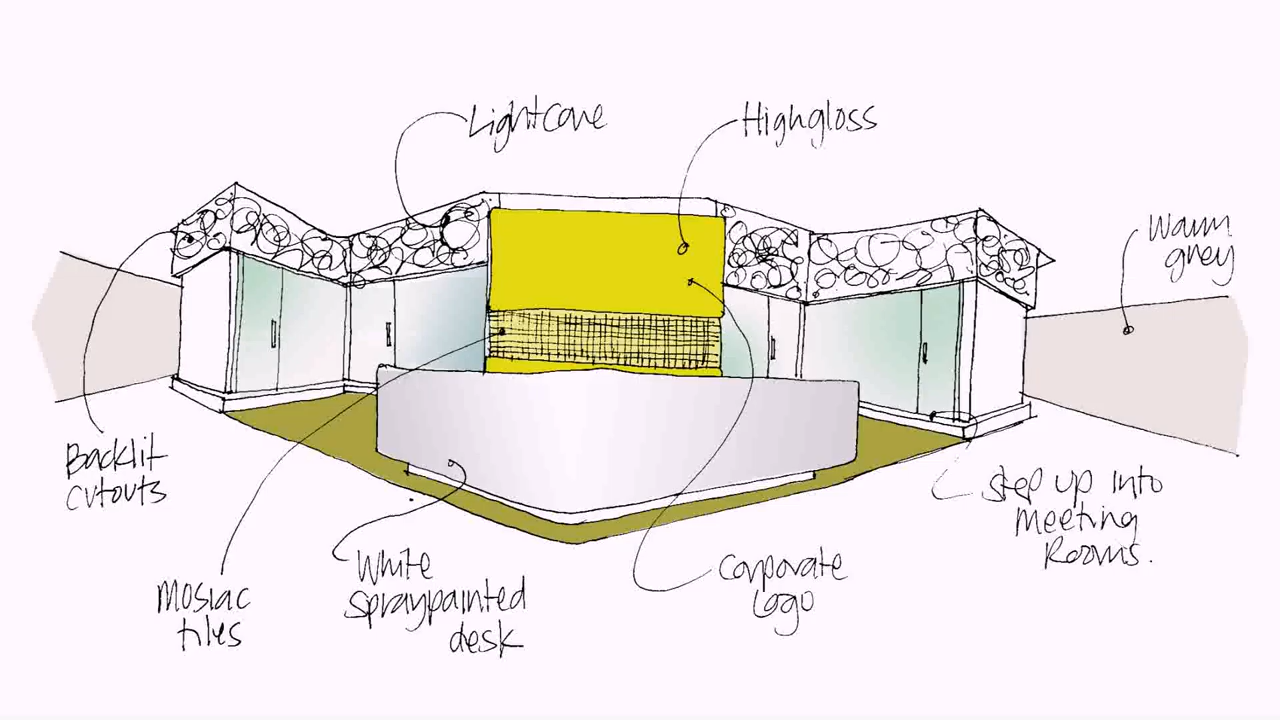 Lightcove
Highgloss
Warm
grey
Backlit
cutouts
Step up into
Meeting
Rooms.
White
spraypainted
desk
Corporate
Logo
Mosiac
tiles